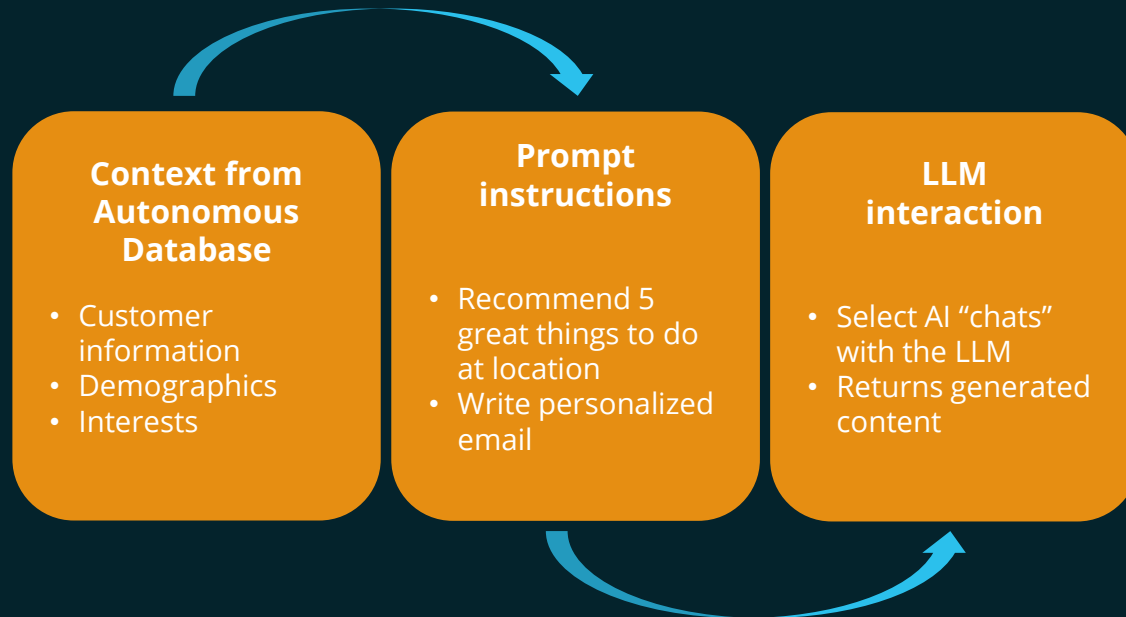 Context from
Autonomous
Database
• Customer
information
• Demographics
• Interests
Prompt
instructions
• Recommend 5
great things to do
at location
• Write personalized
email
LLM
interaction
• Select AI “chats”
with the LLM
• Returns generated
content